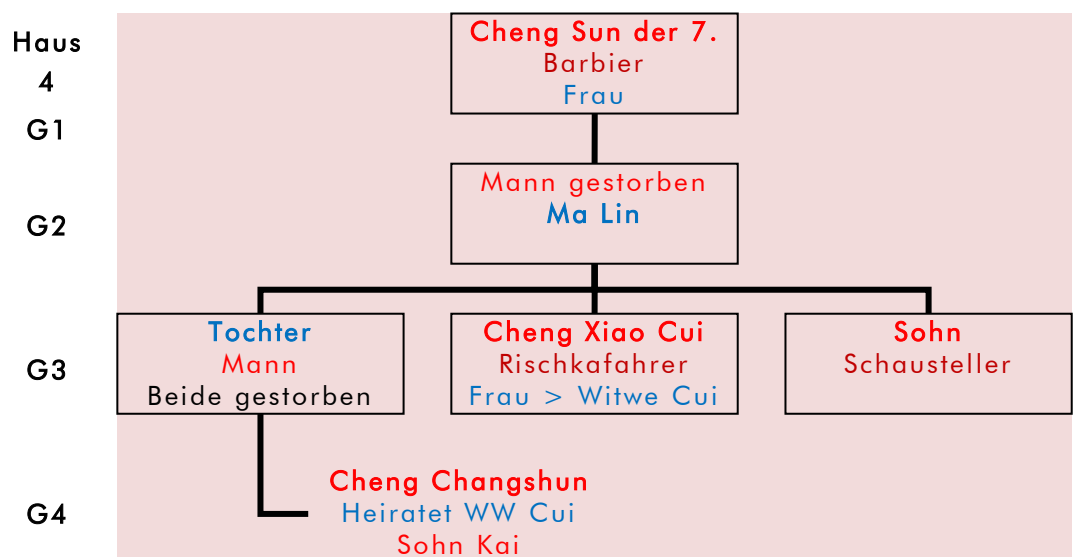 Haus
4
G1
Cheng Sun der 7.
Barbier
Frau
G2
Mann gestorben
Ma Lin
G3
Tochter
Mann
Beide gestorben
Cheng Xiao Cui
Rischkafahrer
Frau > Witwe Cui
Sohn
Schausteller
G4
Cheng Changshun
Heiratet WW Cui
Sohn Kai